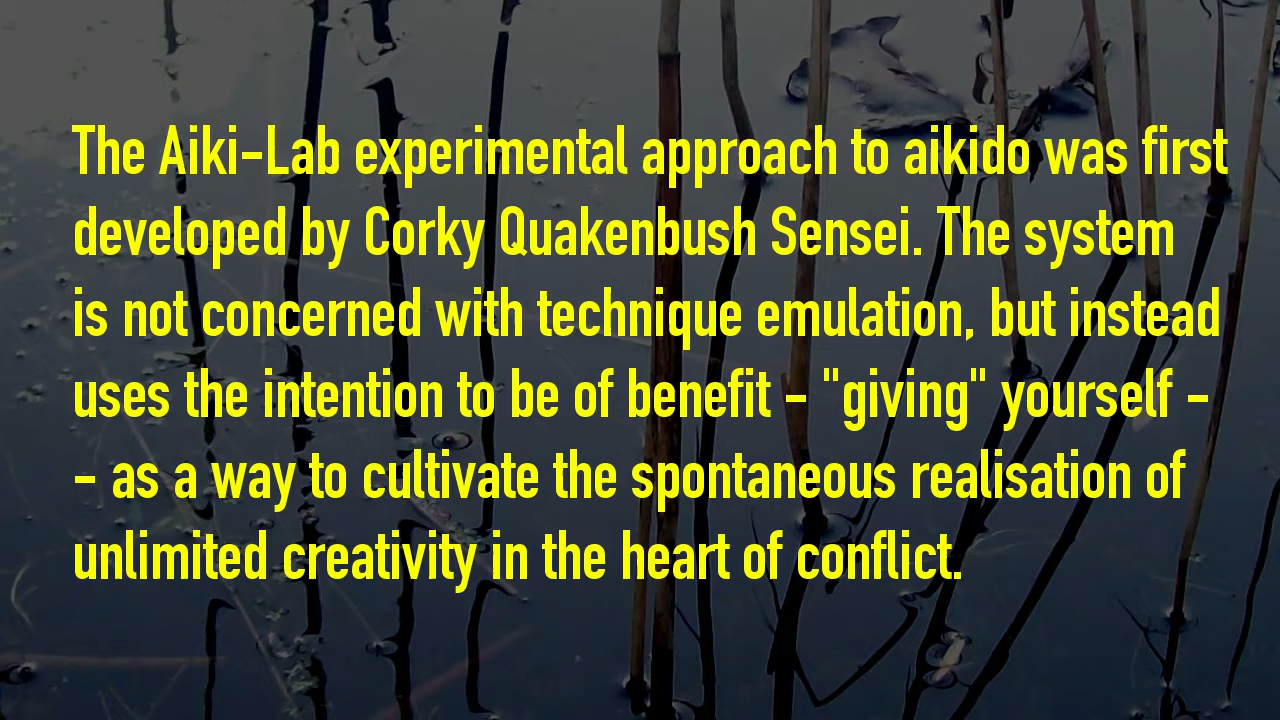 The Aiki-Lab experimental approach to aikido was first
developed by Corky Quakenbush Sensei. The system
is not concerned with technique emulation, but instead
uses the intention to be of benefit - "giving" yourself -
- as a way to cultivate the spontaneous realisation of
unlimited creativity in the heart of conflict.